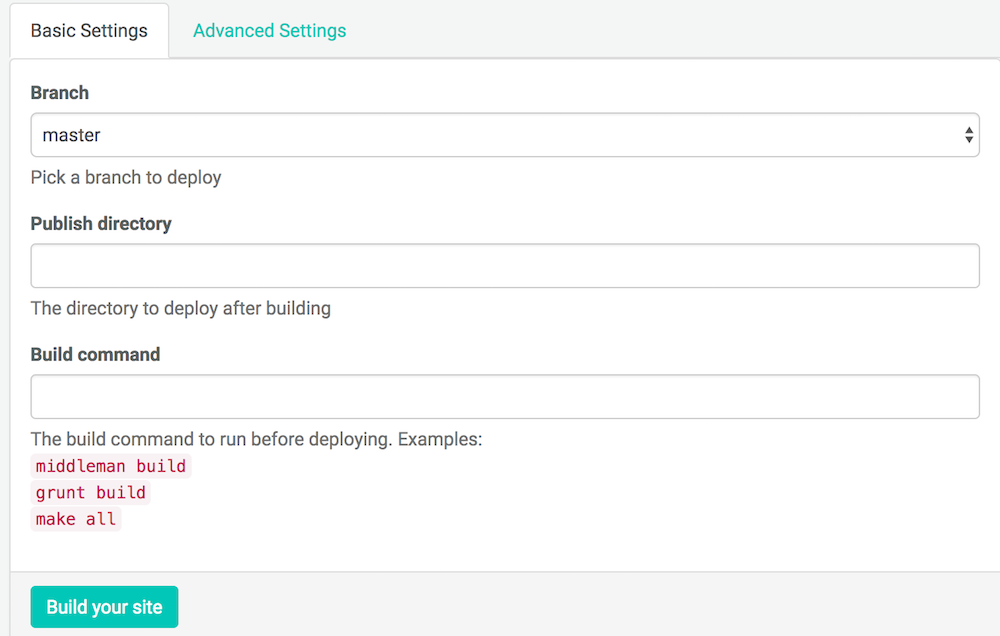 Basic Settings Advanced Settings
Branch
master
Pick a branch to deploy
Publish directory
The directory to deploy after building
Build command
The build command to run before deploying. Examples:
middleman build
grunt build
make all
Build your site